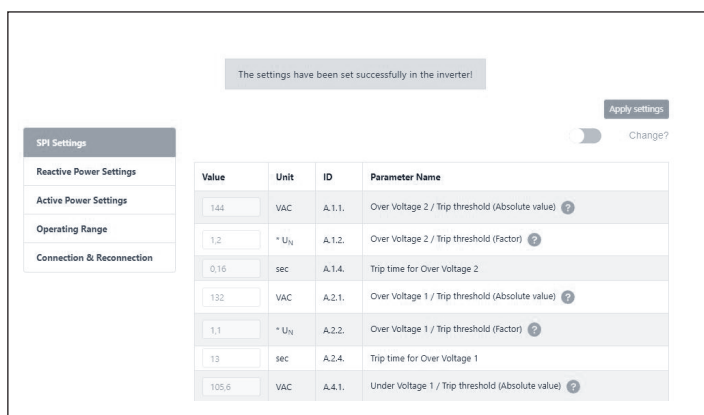 The settings have been set successfully in the inverter!
Apply settings
Change?
SPI Settings
Reactive Power Settings
Active Power Settings
Operating Range
Connection & Reconnection
Value Unit ID Parameter Name
144 VAC A.1.1. Over Voltage 2 / Trip threshold (Absolute value) ?
1,2 * UN A.1.2. Over Voltage 2 / Trip threshold (Factor) ?
0,16 sec A.1.4. Trip time for Over Voltage 2
132 VAC A.2.1. Over Voltage 1 / Trip threshold (Absolute value) ?
1,1 * UN A.2.2. Over Voltage 1 / Trip threshold (Factor) ?
13 sec A.2.4. Trip time for Over Voltage 1
105,6 VAC A.4.1. Under Voltage 1 / Trip threshold (Absolute value) ?